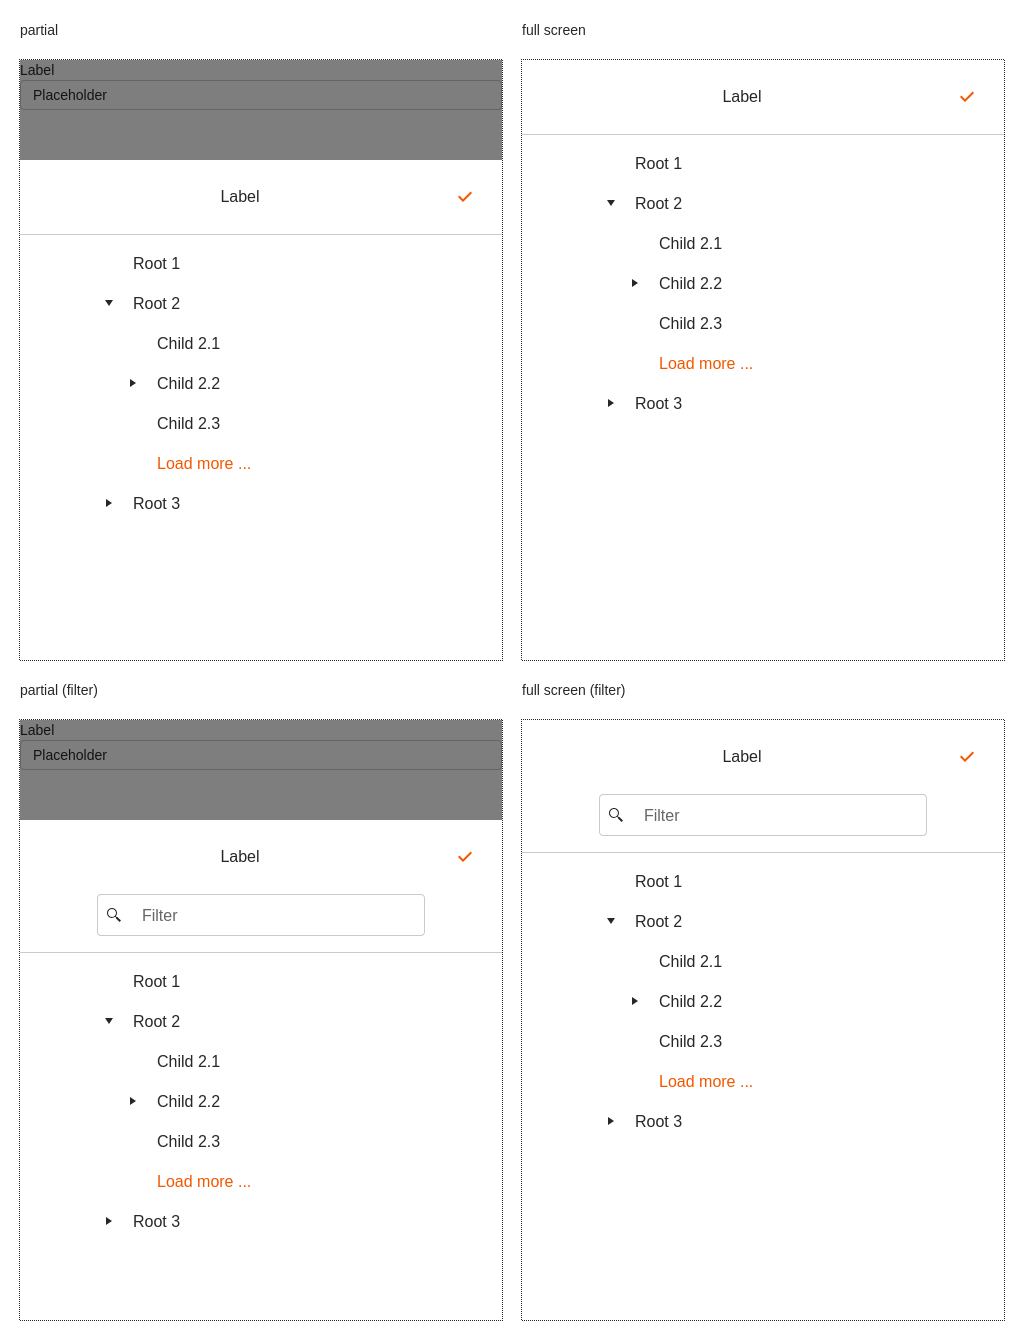 partial
Label
Placeholder
Label
Root 1
Root 2
Child 2.1
Child 2.2
Child 2.3
Load more ...
Root 3
full screen
Label
Root 1
Root 2
Child 2.1
Child 2.2
Child 2.3
Load more ...
Root 3
partial (filter)
Label
Placeholder
Label
Filter
Root 1
Root 2
Child 2.1
Child 2.2
Child 2.3
Load more ...
Root 3
full screen (filter)
Label
Filter
Root 1
Root 2
Child 2.1
Child 2.2
Child 2.3
Load more ...
Root 3